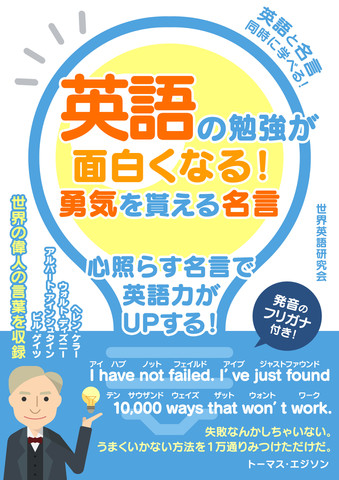 英語と名言
同時に学べる!
英語の勉強が
面白くなる!
勇気を貰える名言
世界英語研究会
心照らす名言で
英語力が
UPする!
世界の偉人の言葉を収録
ヘレン・ケラー
ウォルト・ディズニー
アルバート・アインシュタイン
ビル・ゲイツ
発音の
フリガナ
付き!
アイ ハブ ノット フェイルド アイブ ジャストファウンド
I have not failed. I've just found
テン サウザンド ウェイズ ザット ウォント ワーク
10,000 ways that won't work.
失敗なんかしちゃいない。
うまくいかない方法を1万通りみつけただけだ。
トーマス・エジソン